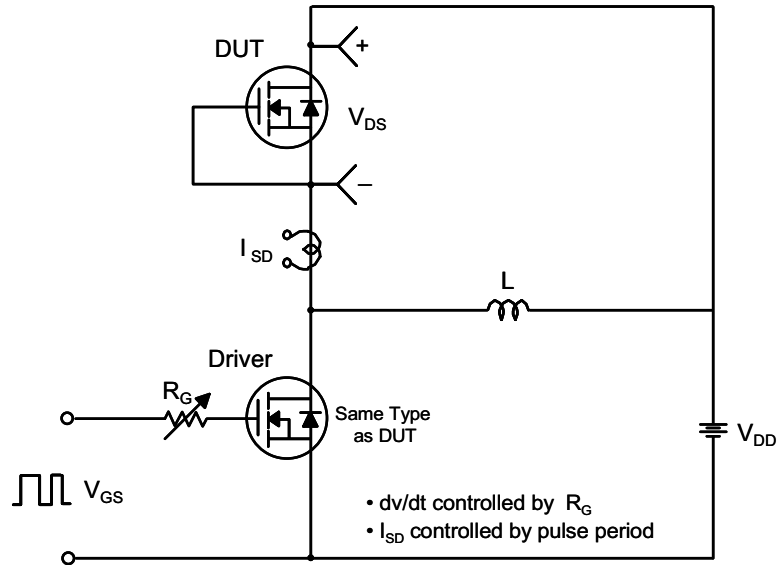 DUT
+
V_DS
−
I_SD
L
Driver
R_G
Same Type
as DUT
V_DD
V_GS
• dv/dt controlled by R_G
• I_SD controlled by pulse period